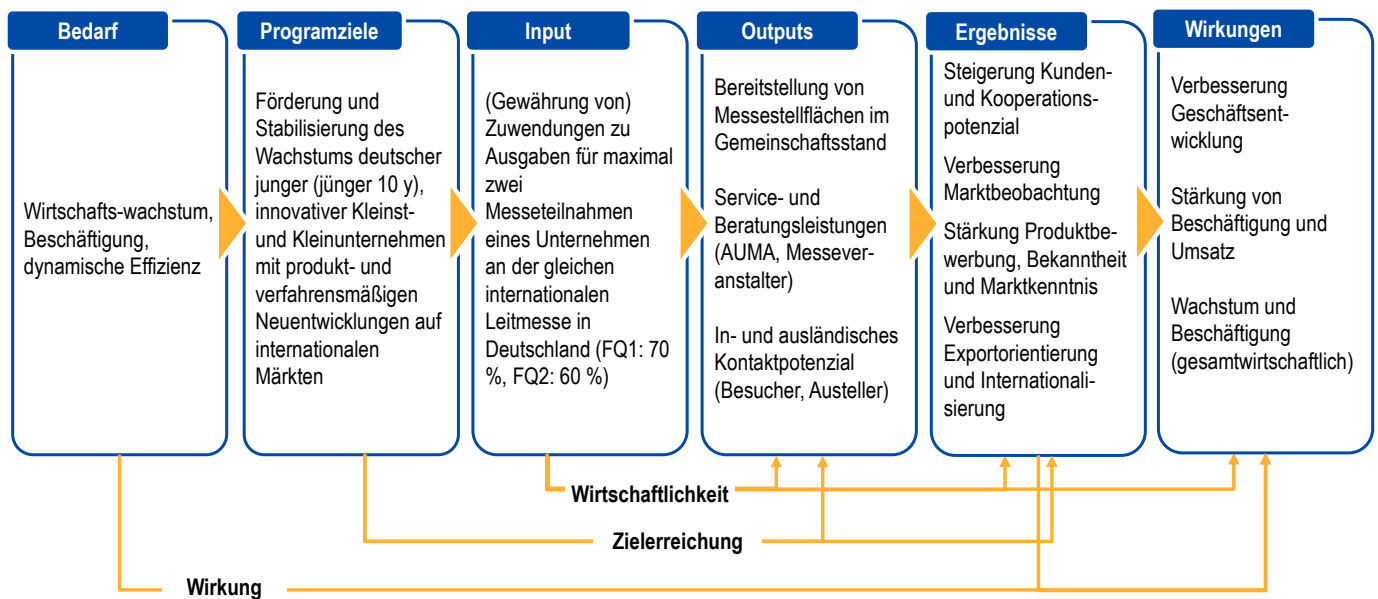 Bedarf
Wirtschafts-wachstum,
Beschäftigung,
dynamische Effizienz
Programziele
Förderung und
Stabilisierung des
Wachstums deutscher
junger (jünger 10 y),
innovativer Kleinst-
und Kleinunternehmen
mit produkt- und
verfahrensmäßigen
Neuentwicklungen auf
internationalen
Märkten
Input
(Gewährung von)
Zuwendungen zu
Ausgaben für maximal
zwei
Messeteilnahmen
eines Unternehmen
an der gleichen
internationalen
Leitmesse in
Deutschland (FQ1: 70
%, FQ2: 60 %)
Outputs
Bereitstellung von
Messestellflächen im
Gemeinschaftsstand
Service- und
Beratungsleistungen
(AUMA, Messever-
anstalter)
In- und ausländisches
Kontaktpotenzial
(Besucher, Austeller)
Ergebnisse
Steigerung Kunden-
und Kooperations-
potenzial
Verbesserung
Marktbeobachtung
Stärkung Produktbe-
werbung, Bekanntheit
und Marktkenntnis
Verbesserung
Exportorientierung
und Internationali-
sierung
Wirkungen
Verbesserung
Geschäftsent-
wicklung
Stärkung von
Beschäftigung und
Umsatz
Wachstum und
Beschäftigung
(gesamtwirtschaftlich)
Wirtschaftlichkeit
Zielerreichung
Wirkung